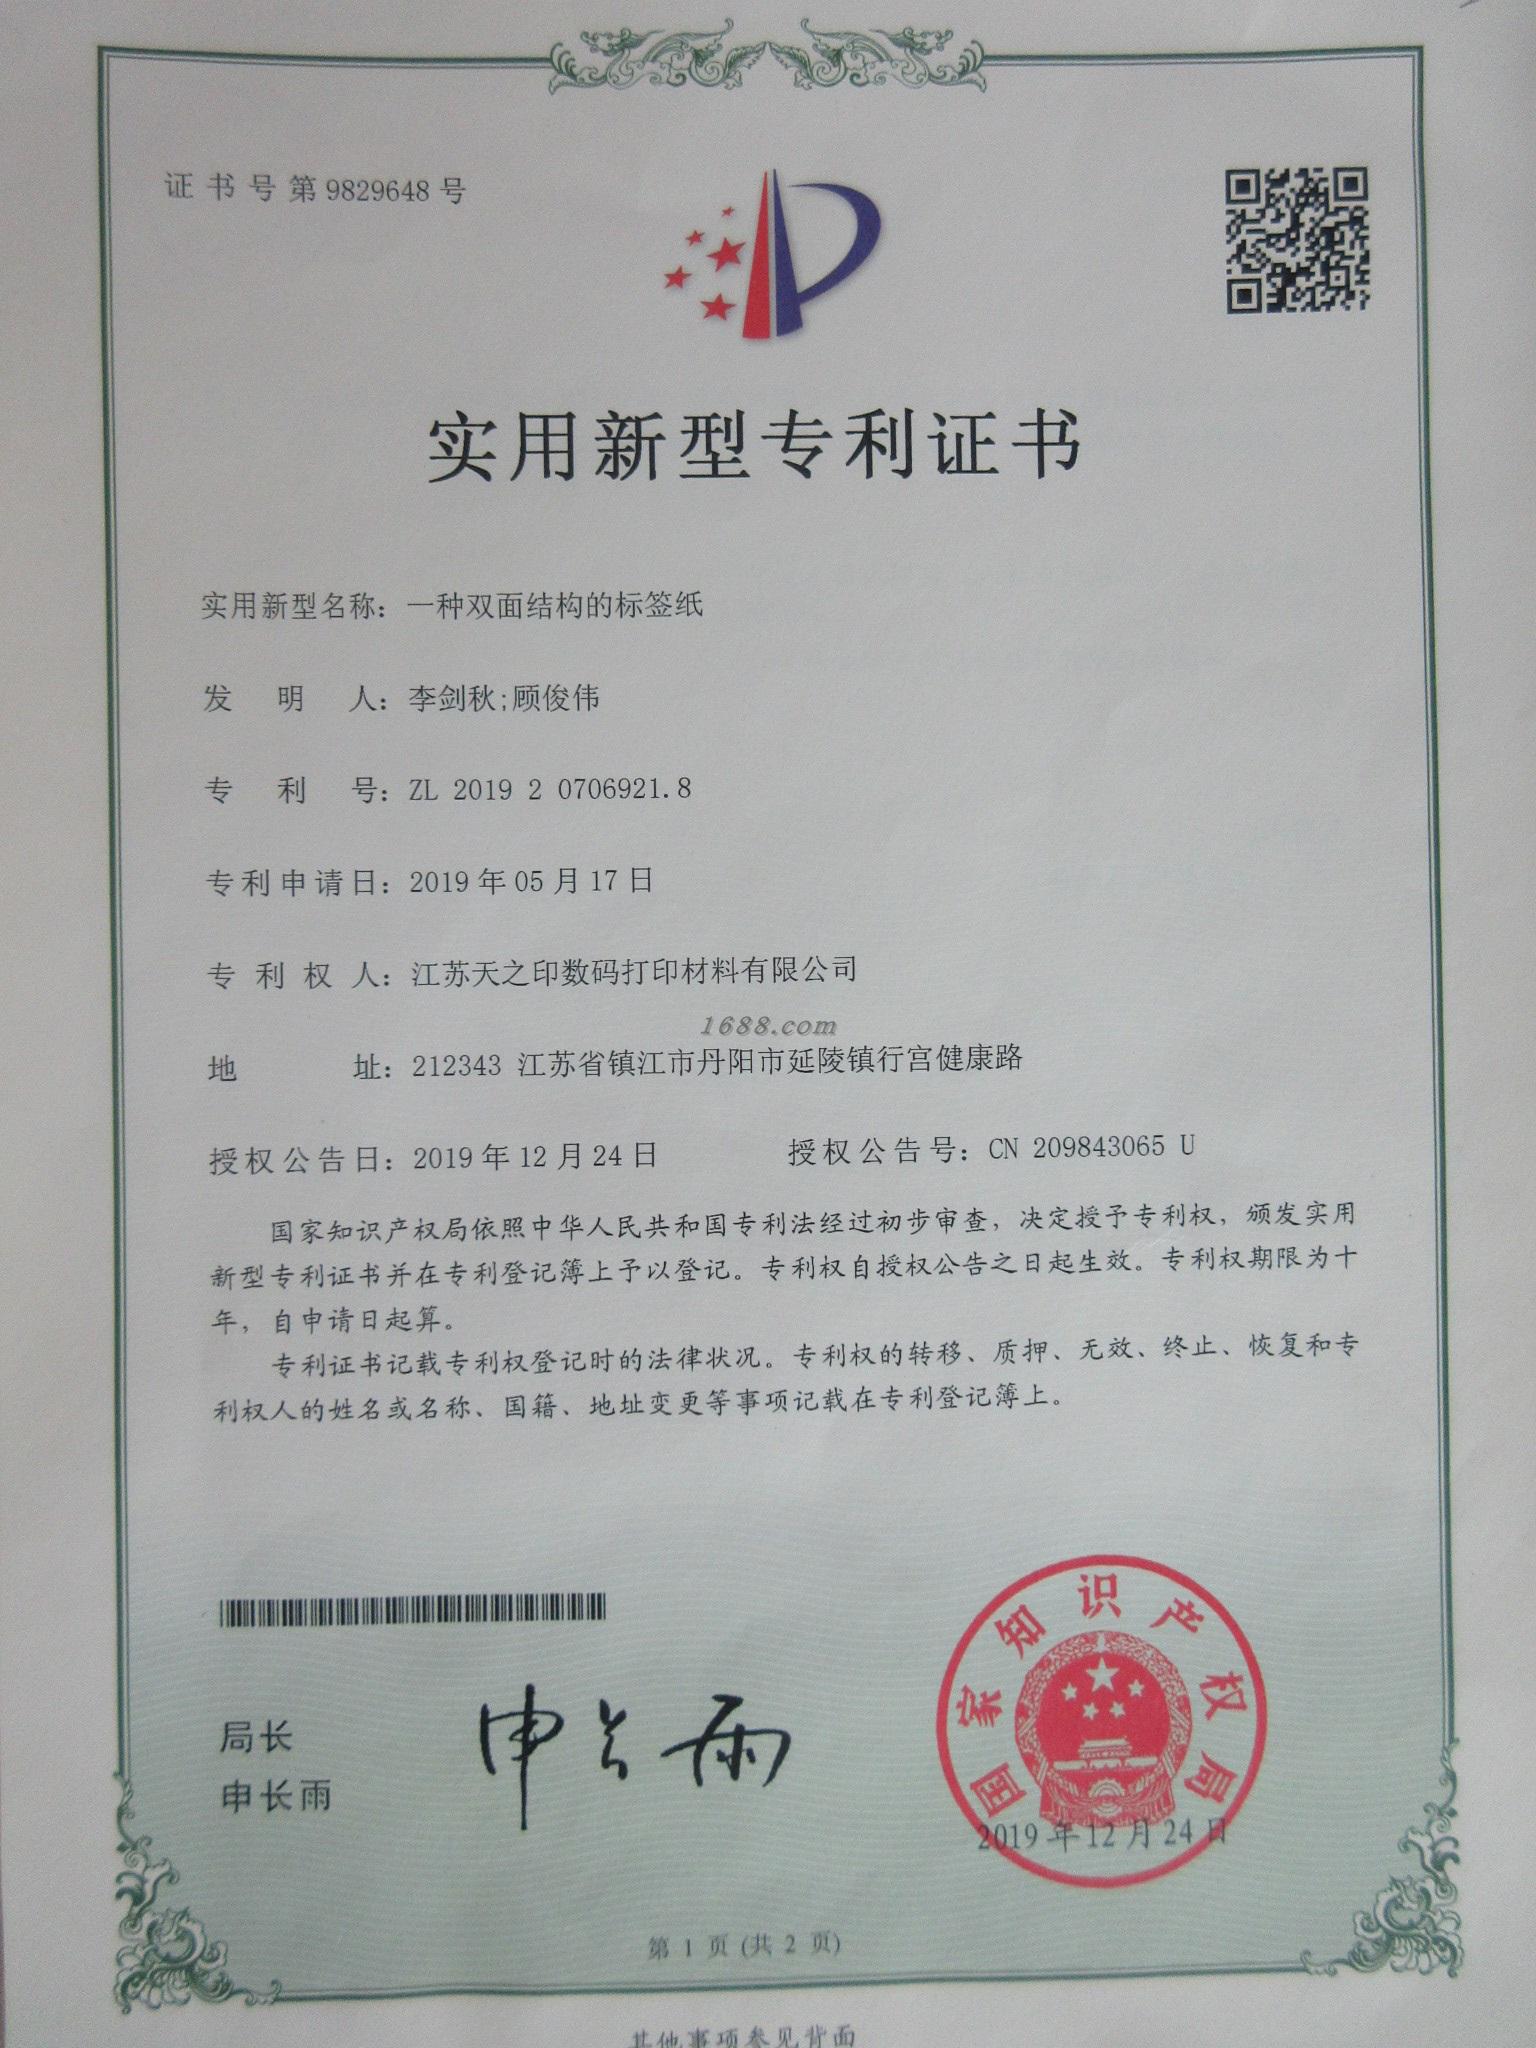 证书号第9829648号
实用新型专利证书
实用新型名称：一种双面结构的标签纸
发明人：李剑秋;顾俊伟
专利号：ZL 2019 2 0706921.8
专利申请日：2019年05月17日
专利权人：江苏天之印数码打印材料有限公司
1688.com
地址：212343 江苏省镇江市丹阳市延陵镇行宫健康路
授权公告日：2019年12月24日 授权公告号：CN 209843065 U
国家知识产权局依照中华人民共和国专利法经过初步审查，决定授予专利权，颁发实用
新型专利证书并在专利登记簿上予以登记。专利权自授权公告之日起生效。专利权期限为十
年，自申请日起算。
专利证书记载专利权登记时的法律状况。专利权的转移、质押、无效、终止、恢复和专
利权人的姓名或名称、国籍、地址变更等事项记载在专利登记簿上。
局长
申长雨
申长雨
国家知识产权局
2019年12月24日
第 1 页 (共 2 页)
其他事项参见背面